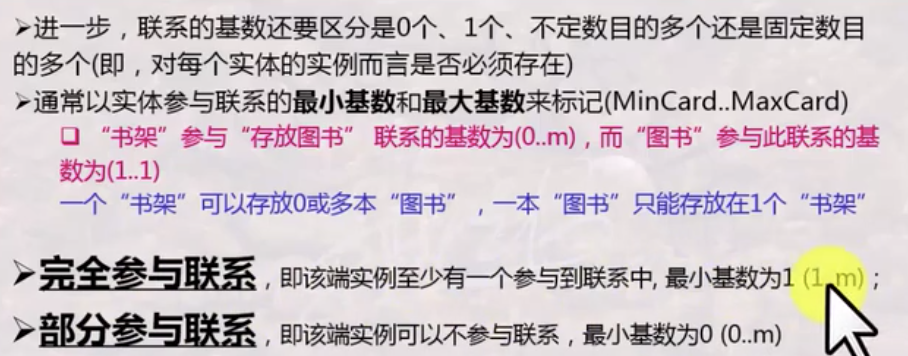 ➢进一步，联系的基数还要区分是0个、1个、不定数目的多个还是固定数目
的多个(即，对每个实体的实例而言是否必须存在)
➢通常以实体参与联系的最小基数和最大基数来标记(MinCard..MaxCard)
❑ “书架”参与“存放图书” 联系的基数为(0..m)，而“图书”参与此联系的基
数为(1..1)
一个“书架”可以存放0或多本“图书”，一本“图书”只能存放在1个“书架”
➢完全参与联系，即该端实例至少有一个参与到联系中, 最小基数为1 (1..m)；
➢部分参与联系，即该端实例可以不参与联系，最小基数为0 (0..m)